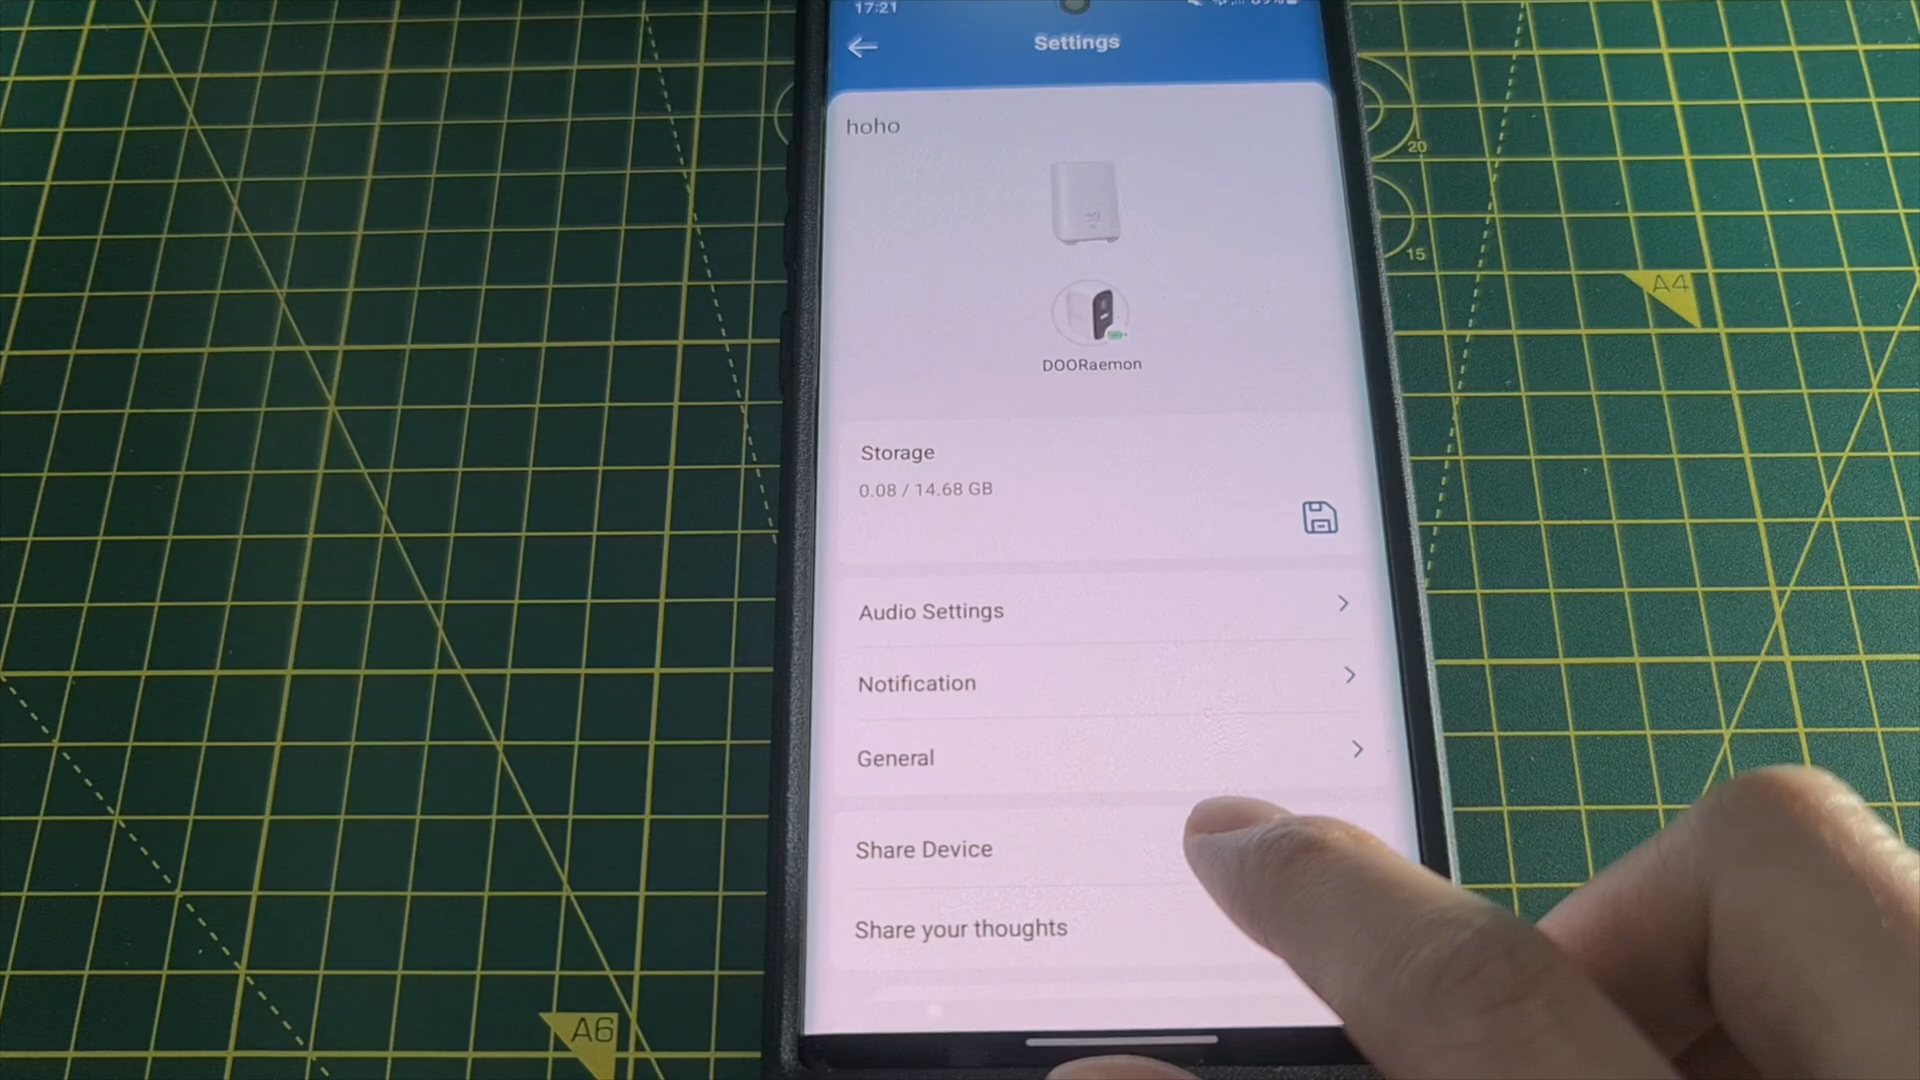 17:21
Settings
hoho
DOORaemon
Storage
0.08 / 14.68 GB
Audio Settings
Notification
General
Share Device
Share your thoughts
20
15
A4
A6